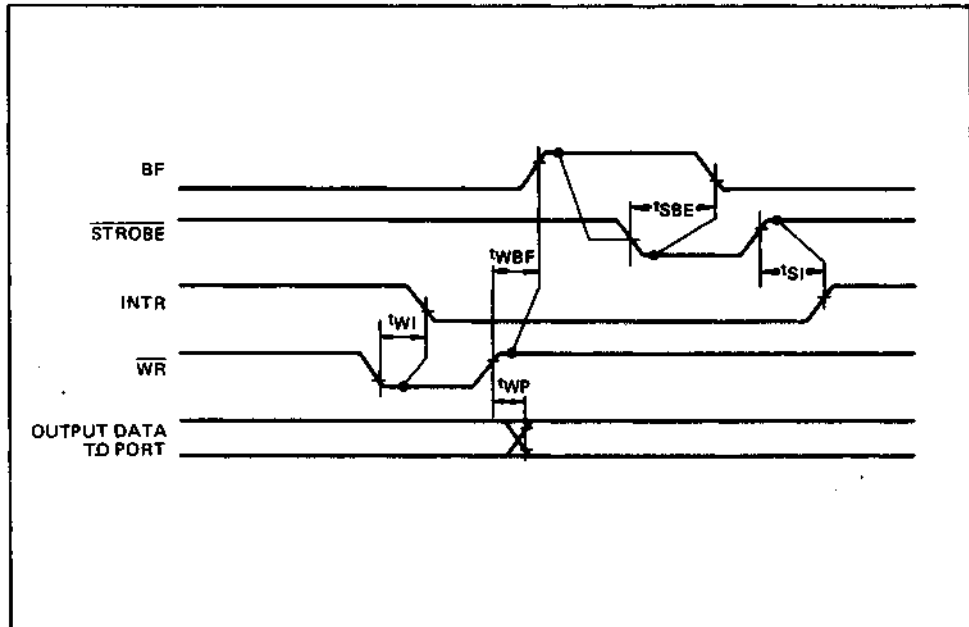 BF
tSBE
STROBE
tWBF
tSI
INTR
tWI
WR
tWP
OUTPUT DATA
TO PORT